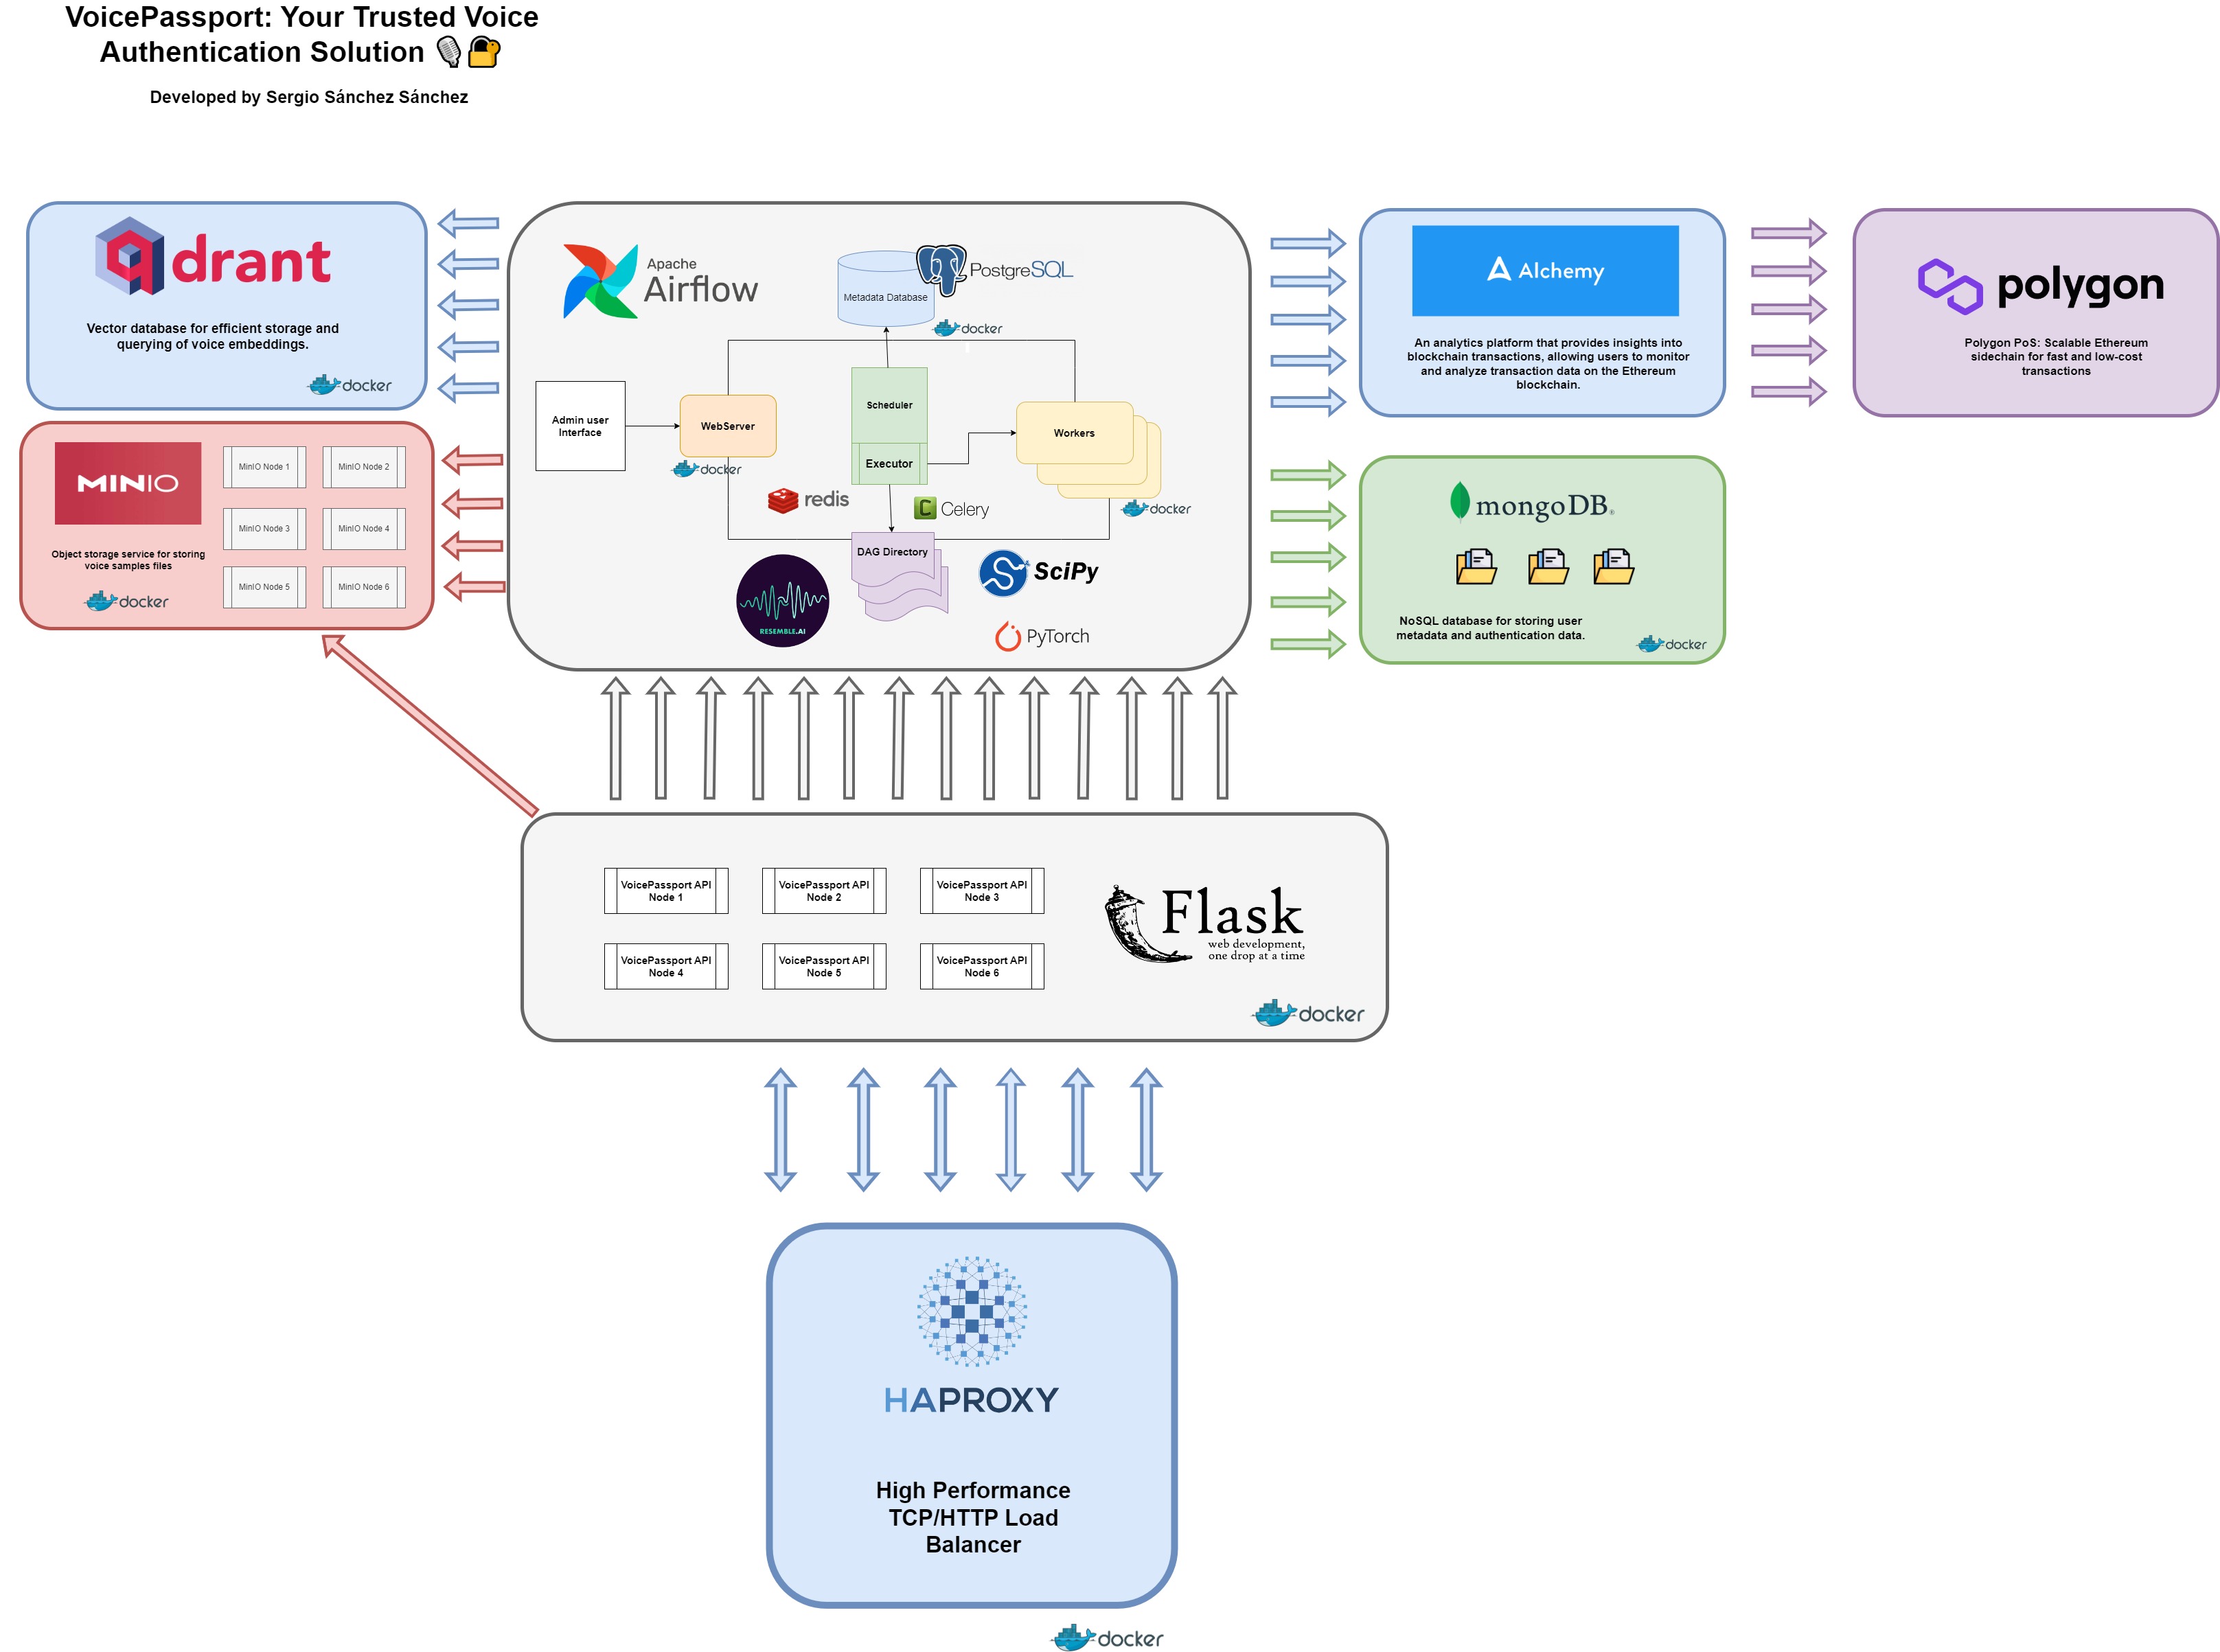 VoicePassport: Your Trusted Voice
Authentication Solution
Developed by Sergio Sánchez Sánchez
qdrant
Vector database for efficient storage and
querying of voice embeddings.
docker
MINIO
MinIO Node 1
MinIO Node 2
MinIO Node 3
MinIO Node 4
MinIO Node 5
MinIO Node 6
Object storage service for storing
voice samples files
docker
Apache
Airflow
Metadata Database
PostgreSQL
docker
Admin user
Interface
WebServer
docker
Scheduler
Executor
Workers
docker
redis
Celery
DAG Directory
RESEMBLE.AI
SciPy
PyTorch
Alchemy
An analytics platform that provides insights into
blockchain transactions, allowing users to monitor
and analyze transaction data on the Ethereum
blockchain.
polygon
Polygon PoS: Scalable Ethereum
sidechain for fast and low-cost
transactions
mongoDB®
NoSQL database for storing user
metadata and authentication data.
docker
VoicePassport API
Node 1
VoicePassport API
Node 2
VoicePassport API
Node 3
VoicePassport API
Node 4
VoicePassport API
Node 5
VoicePassport API
Node 6
Flask
web development,
one drop at a time
docker
HAPROXY
High Performance
TCP/HTTP Load
Balancer
docker